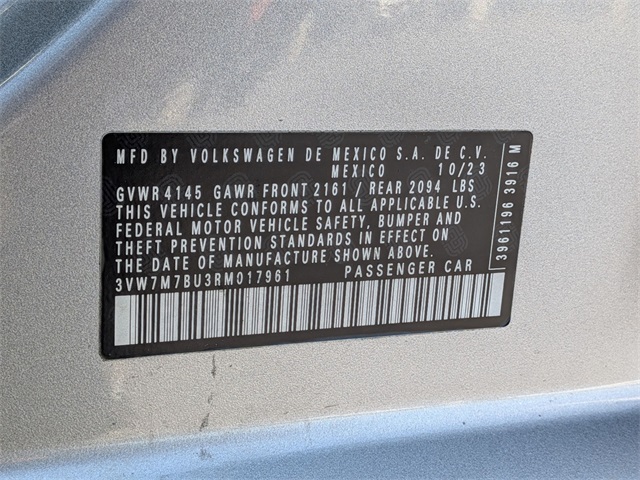 MFD BY VOLKSWAGEN DE MEXICO S.A. DE C.V.
MEXICO 10/23
GVWR 4145 GAWR FRONT 2161 / REAR 2094 LBS
THIS VEHICLE CONFORMS TO ALL APPLICABLE U.S.
FEDERAL MOTOR VEHICLE SAFETY, BUMPER AND
THEFT PREVENTION STANDARDS IN EFFECT ON
THE DATE OF MANUFACTURE SHOWN ABOVE.
3VW7M7BU3RM017961 PASSENGER CAR
3961196 3916 M